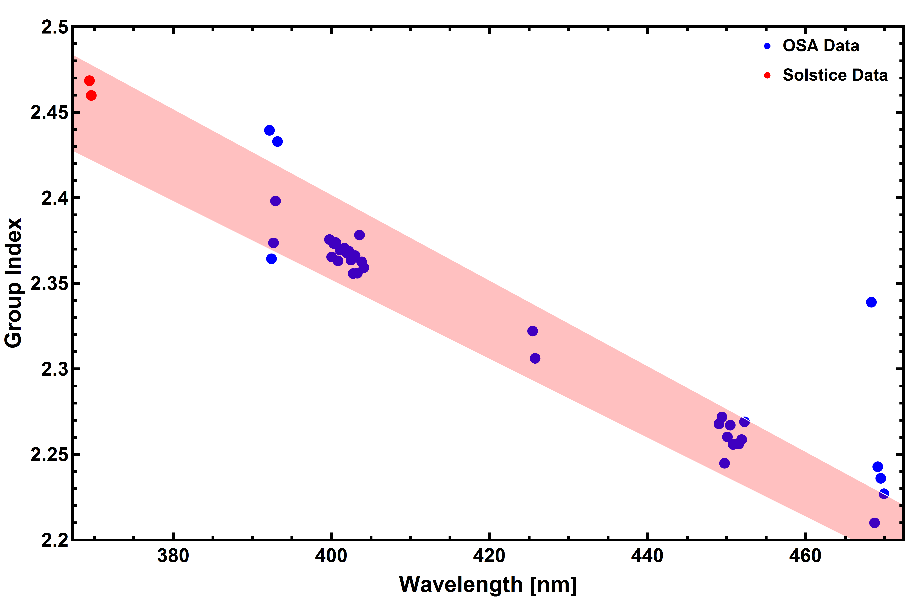 2.5
OSA Data
Solstice Data
2.45
2.4
2.35
2.3
2.25
2.2
Group Index
380 400 420 440 460
Wavelength [nm]